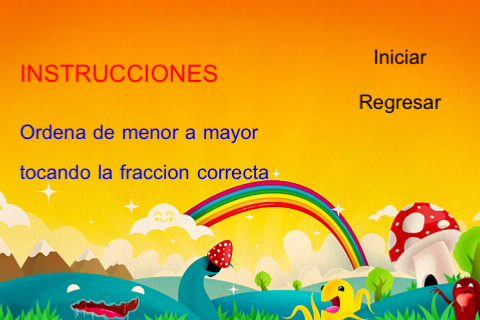 INSTRUCCIONES
Iniciar
Regresar
Ordena de menor a mayor
tocando la fraccion correcta